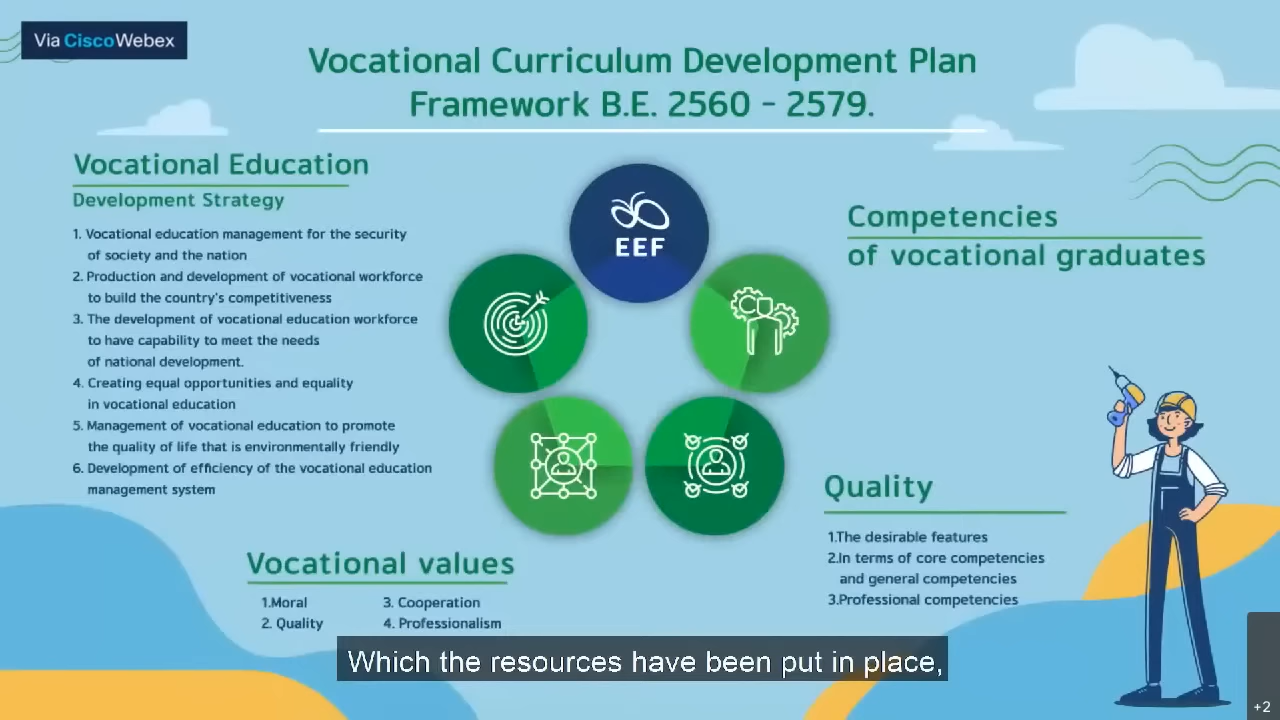 Via CiscoWebex
Vocational Curriculum Development Plan
Framework B.E. 2560 - 2579.
Vocational Education
Development Strategy
1. Vocational education management for the security
of society and the nation
2. Production and development of vocational workforce
to build the country's competitiveness
3. The development of vocational education workforce
to have capability to meet the needs
of national development.
4. Creating equal opportunities and equality
in vocational education
5. Management of vocational education to promote
the quality of life that is environmentally friendly
6. Development of efficiency of the vocational education
management system
EEF
Competencies
of vocational graduates
Quality
1.The desirable features
2.In terms of core competencies
and general competencies
3.Professional competencies
Vocational values
1.Moral
2. Quality
3. Cooperation
4. Professionalism
Which the resources have been put in place,
+2